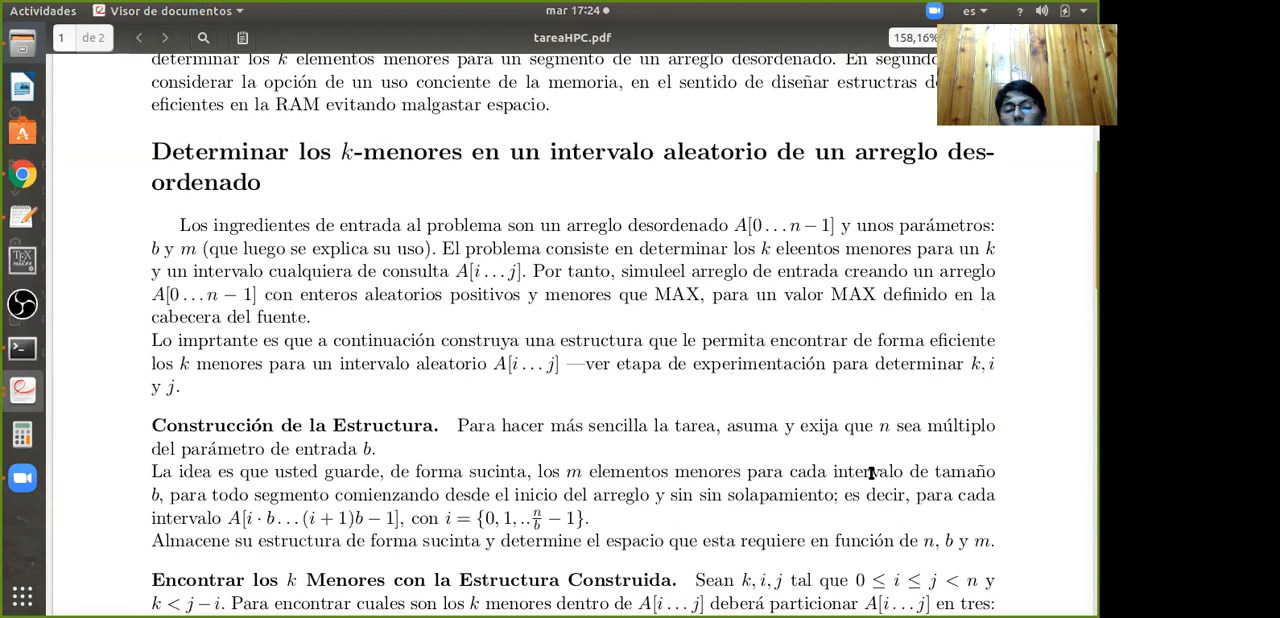 Actividades Visor de documentos mar 17:24 es ?
1 de 2 tareaHPC.pdf 158,16%
determinar los k elementos menores para un segmento de un arreglo desordenado. En segundo
considerar la opción de un uso conciente de la memoria, en el sentido de diseñar estructras d
eficientes en la RAM evitando malgastar espacio.
Determinar los k-menores en un intervalo aleatorio de un arreglo des-
ordenado
Los ingredientes de entrada al problema son un arreglo desordenado A[0...n−1] y unos parámetros:
b y m (que luego se explica su uso). El problema consiste en determinar los k eleentos menores para un k
y un intervalo cualquiera de consulta A[i...j]. Por tanto, simuleel arreglo de entrada creando un arreglo
A[0...n − 1] con enteros aleatorios positivos y menores que MAX, para un valor MAX definido en la
cabecera del fuente.
Lo imprtante es que a continuación construya una estructura que le permita encontrar de forma eficiente
los k menores para un intervalo aleatorio A[i...j] —ver etapa de experimentación para determinar k, i
y j.
Construcción de la Estructura. Para hacer más sencilla la tarea, asuma y exija que n sea múltiplo
del parámetro de entrada b.
La idea es que usted guarde, de forma sucinta, los m elementos menores para cada intervalo de tamaño
b, para todo segmento comienzando desde el inicio del arreglo y sin sin solapamiento; es decir, para cada
intervalo A[i · b...(i + 1)b − 1], con i = {0, 1, ..n/b − 1}.
Almacene su estructura de forma sucinta y determine el espacio que esta requiere en función de n, b y m.
Encontrar los k Menores con la Estructura Construida. Sean k, i, j tal que 0 ≤ i ≤ j < n y
k < j − i. Para encontrar cuales son los k menores dentro de A[i...j] deberá particionar A[i...j] en tres: